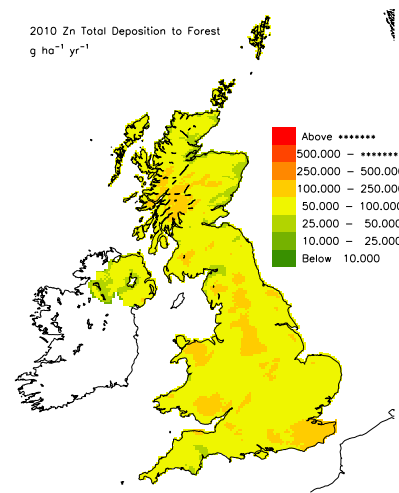 2010 Zn Total Deposition to Forest
g ha⁻¹ yr⁻¹
Above *******
500.000 – *******
250.000 – 500.000
100.000 – 250.000
50.000 – 100.000
25.000 – 50.000
10.000 – 25.000
Below 10.000